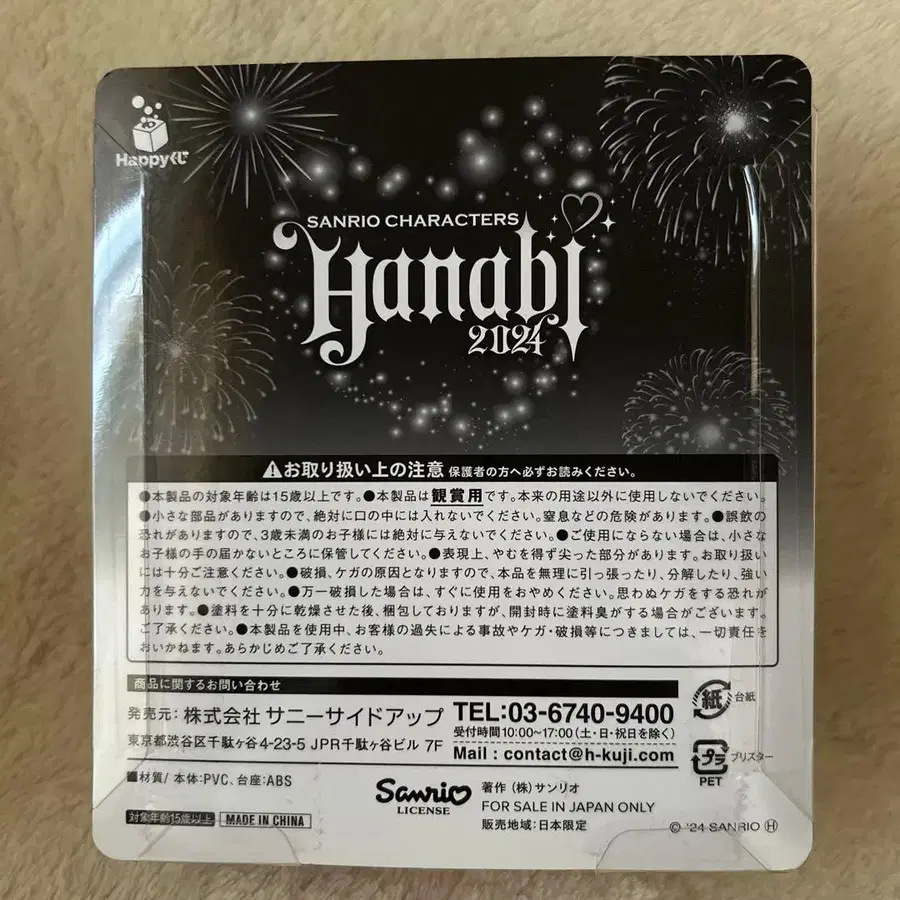 Happyくじ
SANRIO CHARACTERS
Hanabi
2024
⚠お取り扱い上の注意 保護者の方へ必ずお読みください。
●本製品の対象年齢は15歳以上です。●本製品は観賞用です。本来の用途以外に使用しないでください。
●小さな部品がありますので、絶対に口の中には入れないでください。窒息などの危険があります。●誤飲の
恐れがありますので、3歳未満のお子様には絶対に与えないでください。●ご使用にならない場合は、小さな
お子様の手の届かないところに保管してください。●表現上、やむを得ず尖った部分があります。お取り扱い
には十分ご注意ください。●破損、ケガの原因となりますので、本品を無理に引っ張ったり、分解したり、強い
力を与えないでください。●万一破損した場合は、すぐに使用をおやめください。思わぬケガをする恐れが
あります。●塗料を十分に乾燥させた後、梱包しておりますが、開封時に塗料臭がする場合がございます。
ご了承ください。●本製品を使用中、お客様の過失による事故やケガ・破損等につきましては、一切責任を
おいかねます。あらかじめご了承ください。
商品に関するお問い合わせ
発売元：株式会社 サニーサイドアップ
東京都渋谷区千駄ヶ谷4-23-5 JPR千駄ヶ谷ビル 7F
TEL:03-6740-9400
受付時間10:00~17:00（土・日・祝日を除く）
Mail：contact@h-kuji.com
紙 台紙
プラ ブリスター
PET
■材質/ 本体:PVC、台座:ABS
対象年齢15歳以上 MADE IN CHINA
Sanrio
LICENSE
著作（株）サンリオ
FOR SALE IN JAPAN ONLY
販売地域：日本限定
© '24 SANRIO Ⓗ